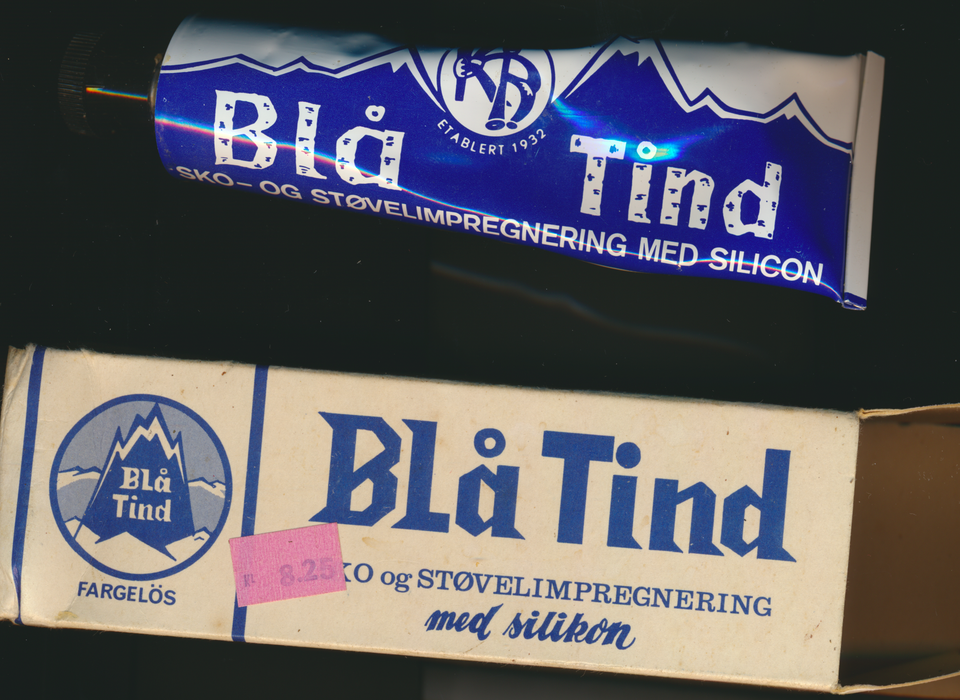 KB
ETABLERT 1932
Blå Tind
SKO- OG STØVELIMPREGNERING MED SILICON
Blå
Tind
FARGELÖS
Blå Tind
8.25
KO og STØVELIMPREGNERING
med silikon